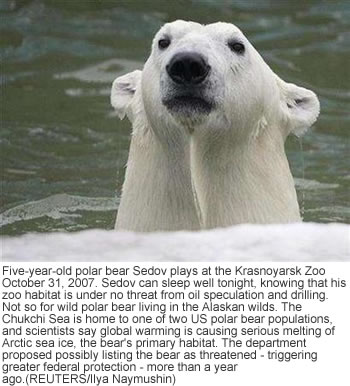 Five-year-old polar bear Sedov plays at the Krasnoyarsk Zoo
October 31, 2007. Sedov can sleep well tonight, knowing that his
zoo habitat is under no threat from oil speculation and drilling.
Not so for wild polar bear living in the Alaskan wilds. The
Chukchi Sea is home to one of two US polar bear populations,
and scientists say global warming is causing serious melting of
Arctic sea ice, the bear's primary habitat. The department
proposed possibly listing the bear as threatened - triggering
greater federal protection - more than a year
ago.(REUTERS/Ilya Naymushin)